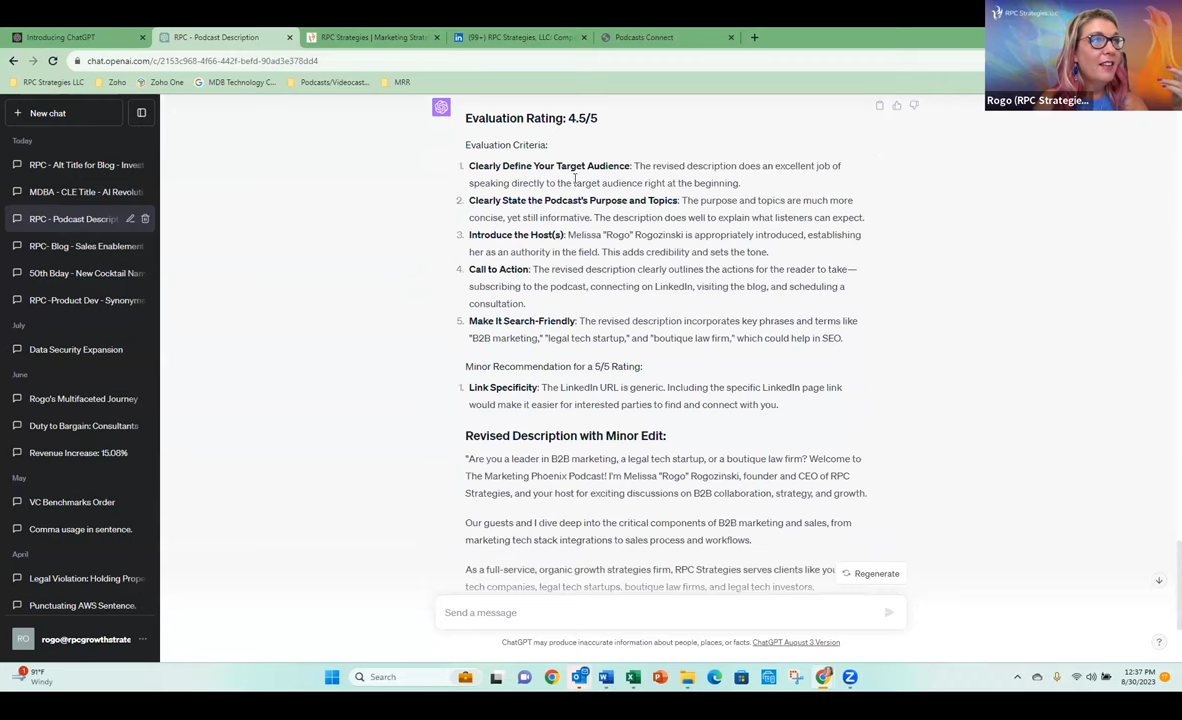 Introducing ChatGPT
RPC - Podcast Description
RPC Strategies | Marketing Strate
(99+) RPC Strategies, LLC: Comp
Podcasts Connect
chat.openai.com/c/2153c968-4f66-442f-befd-90ad3e378dd4
RPC Strategies LLC
Zoho
Zoho One
MDB Technology C...
Podcasts/Videocast...
MRR
RPC Strategies, LLC
Rogo (RPC Strategie...
New chat
Today
RPC - Alt Title for Blog - Invest
MDBA - CLE Title - AI Revoluti
RPC - Podcast Descript
RPC- Blog - Sales Enablement
50th Bday - New Cocktail Nam
RPC -Product Dev - Synonyme
July
Data Security Expansion
June
Rogo's Multifaceted Journey
Duty to Bargain: Consultants
Revenue Increase: 15.08%
May
VC Benchmarks Order
Comma usage in sentence.
April
Legal Violation: Holding Prope
Punctuating AWS Sentence.
RO
rogo@rpcgrowthstrate
Evaluation Rating: 4.5/5
Evaluation Criteria:
1. Clearly Define Your Target Audience: The revised description does an excellent job of
speaking directly to the target audience right at the beginning.
2. Clearly State the Podcast's Purpose and Topics: The purpose and topics are much more
concise, yet still informative. The description does well to explain what listeners can expect.
3. Introduce the Host(s): Melissa "Rogo" Rogozinski is appropriately introduced, establishing
her as an authority in the field. This adds credibility and sets the tone.
4. Call to Action: The revised description clearly outlines the actions for the reader to take—
subscribing to the podcast, connecting on LinkedIn, visiting the blog, and scheduling a
consultation.
5. Make It Search-Friendly: The revised description incorporates key phrases and terms like
"B2B marketing," "legal tech startup," and "boutique law firm," which could help in SEO.
Minor Recommendation for a 5/5 Rating:
1. Link Specificity: The LinkedIn URL is generic. Including the specific LinkedIn page link
would make it easier for interested parties to find and connect with you.
Revised Description with Minor Edit:
"Are you a leader in B2B marketing, a legal tech startup, or a boutique law firm? Welcome to
The Marketing Phoenix Podcast! I'm Melissa "Rogo" Rogozinski, founder and CEO of RPC
Strategies, and your host for exciting discussions on B2B collaboration, strategy, and growth.
Our guests and I dive deep into the critical components of B2B marketing and sales, from
marketing tech stack integrations to sales process and workflows.
As a full-service, organic growth strategies firm, RPC Strategies serves clients like you
tech companies, legal tech startups, boutique law firms, and legal tech investors.
Regenerate
Send a message
ChatGPT may produce inaccurate information about people, places, or facts. ChatGPT August 3 Version
?
1
91°F
Windy
Search
12:37 PM
8/30/2023